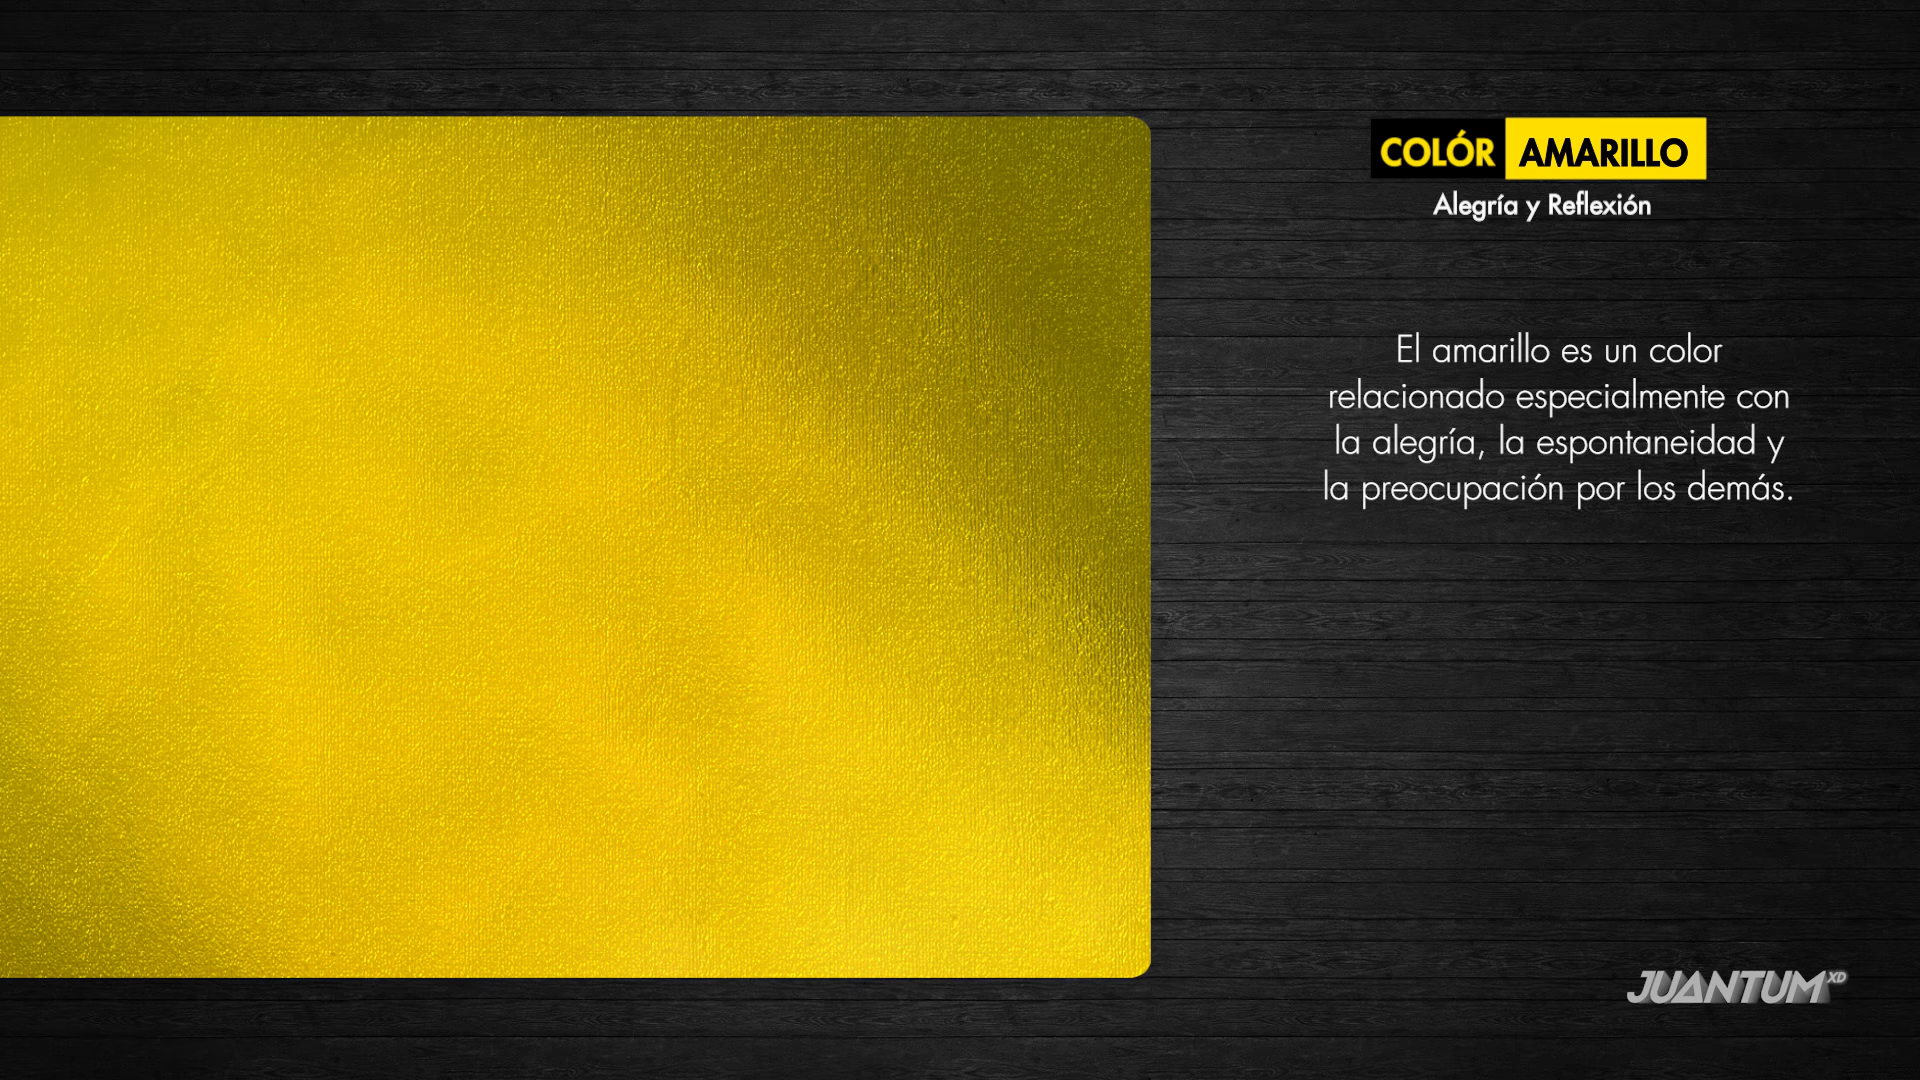 COLÓR AMARILLO
Alegría y Reflexión
El amarillo es un color
relacionado especialmente con
la alegría, la espontaneidad y
la preocupación por los demás.
JUANTUM XD